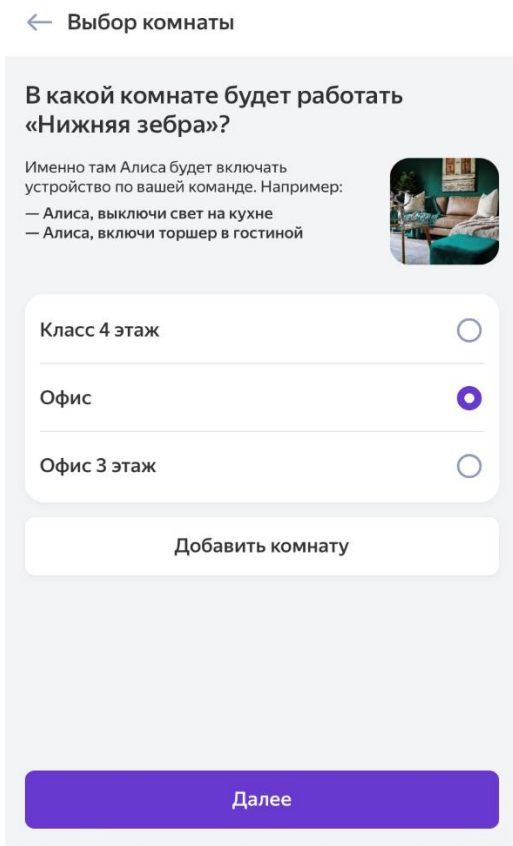 Выбор комнаты
В какой комнате будет работать
«Нижняя зебра»?
Именно там Алиса будет включать
устройство по вашей команде. Например:
— Алиса, выключи свет на кухне
— Алиса, включи торшер в гостиной
Класс 4 этаж
Офис
Офис 3 этаж
Добавить комнату
Далее